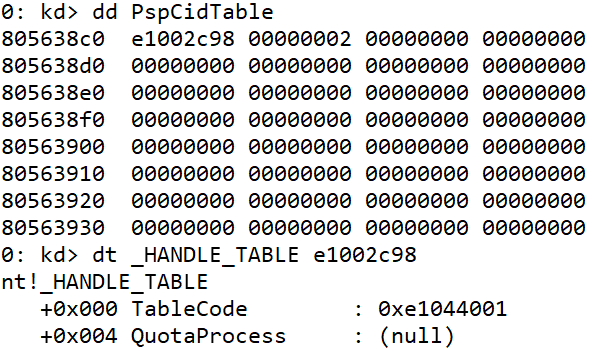 0: kd> dd PspCidTable
805638c0  e1002c98 00000002 00000000 00000000
805638d0  00000000 00000000 00000000 00000000
805638e0  00000000 00000000 00000000 00000000
805638f0  00000000 00000000 00000000 00000000
80563900  00000000 00000000 00000000 00000000
80563910  00000000 00000000 00000000 00000000
80563920  00000000 00000000 00000000 00000000
80563930  00000000 00000000 00000000 00000000
0: kd> dt _HANDLE_TABLE e1002c98
nt!_HANDLE_TABLE
   +0x000 TableCode        : 0xe1044001
   +0x004 QuotaProcess     : (null)